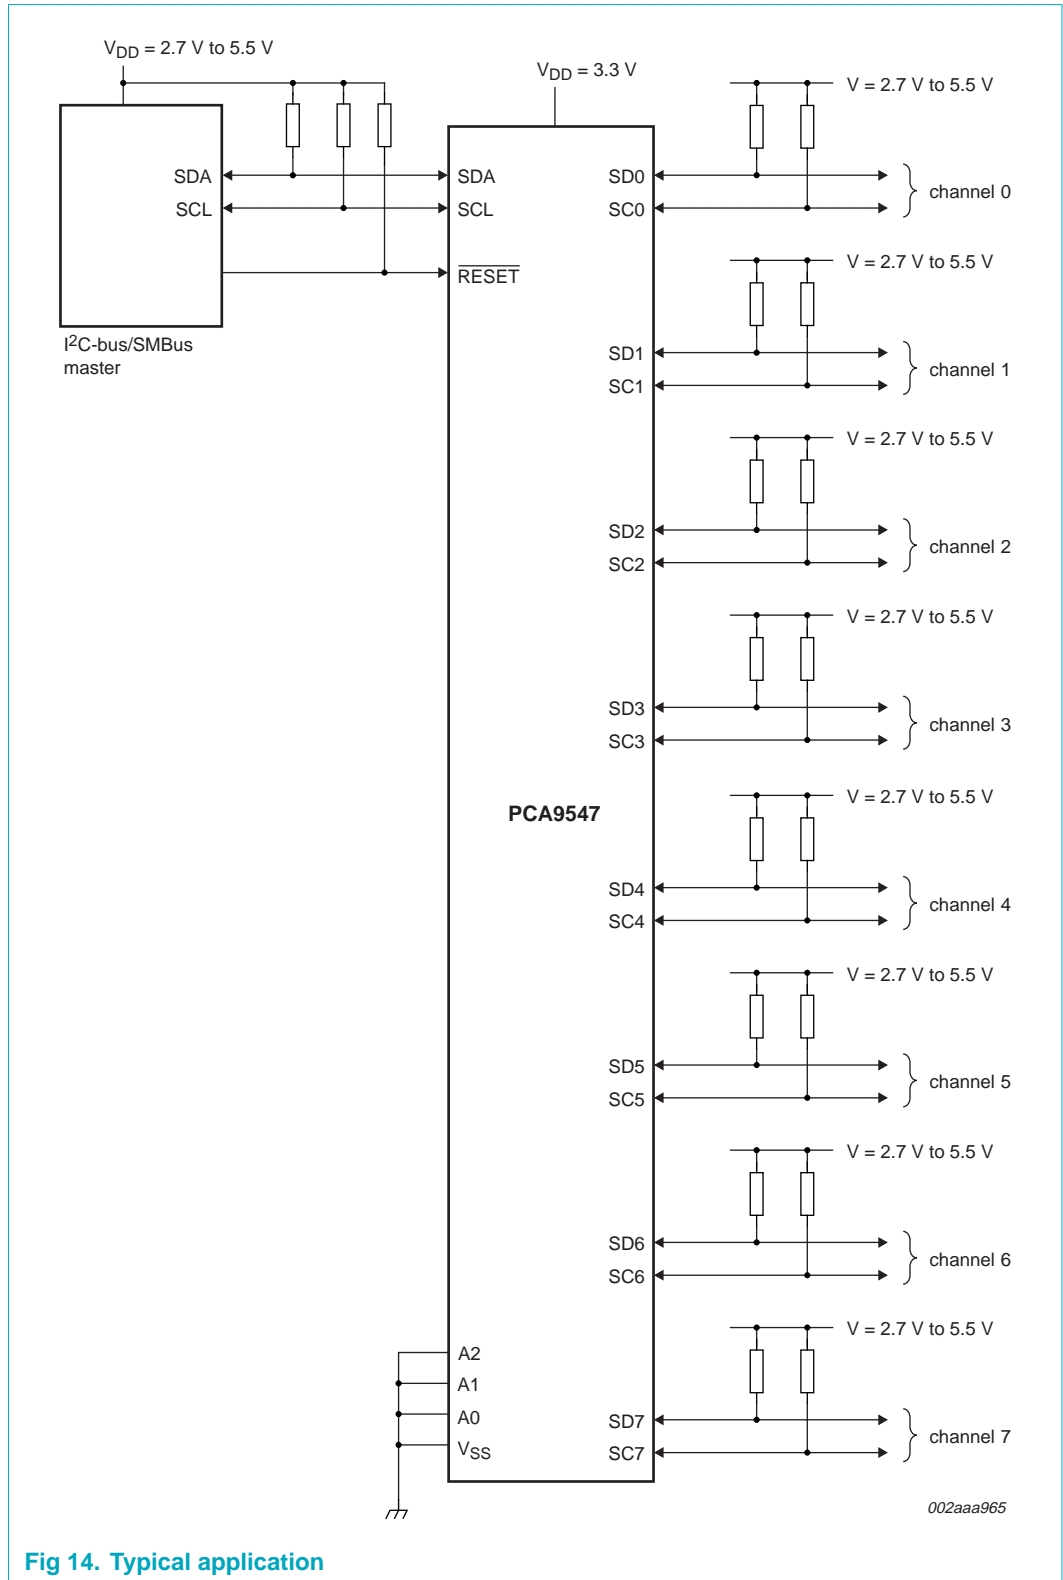 V_DD = 2.7 V to 5.5 V
V_DD = 3.3 V
V = 2.7 V to 5.5 V
SDA
SDA
SD0
channel 0
SCL
SCL
SC0
V = 2.7 V to 5.5 V
RESET
I²C-bus/SMBus
master
SD1
channel 1
SC1
V = 2.7 V to 5.5 V
SD2
channel 2
SC2
V = 2.7 V to 5.5 V
SD3
channel 3
SC3
V = 2.7 V to 5.5 V
PCA9547
SD4
channel 4
SC4
V = 2.7 V to 5.5 V
SD5
channel 5
SC5
V = 2.7 V to 5.5 V
SD6
channel 6
SC6
V = 2.7 V to 5.5 V
A2
A1
A0
SD7
channel 7
V_SS
SC7
002aaa965
Fig 14. Typical application